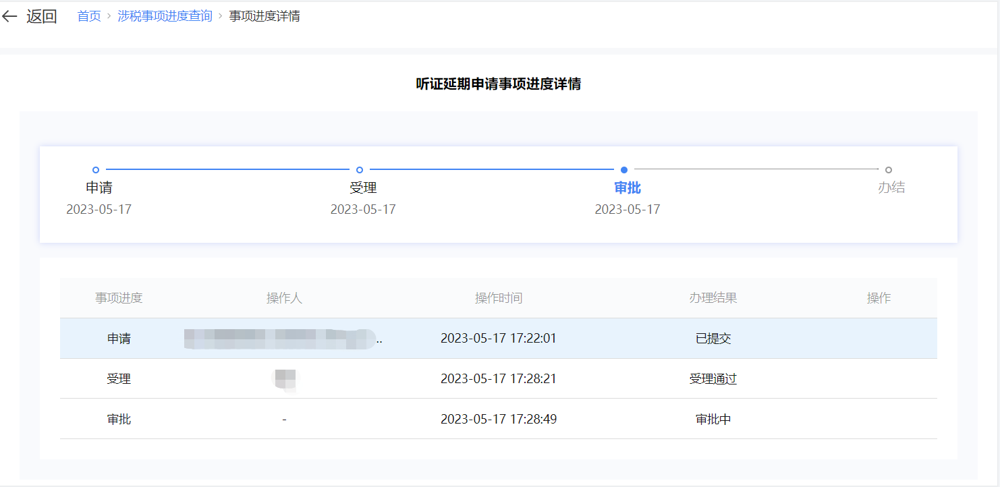 返回 首页 > 涉税事项进度查询 > 事项进度详情
听证延期申请事项进度详情
申请 受理 审批 办结
2023-05-17 2023-05-17 2023-05-17
事项进度 操作人 操作时间 办理结果 操作
申请 .. 2023-05-17 17:22:01 已提交
受理 2023-05-17 17:28:21 受理通过
审批 - 2023-05-17 17:28:49 审批中